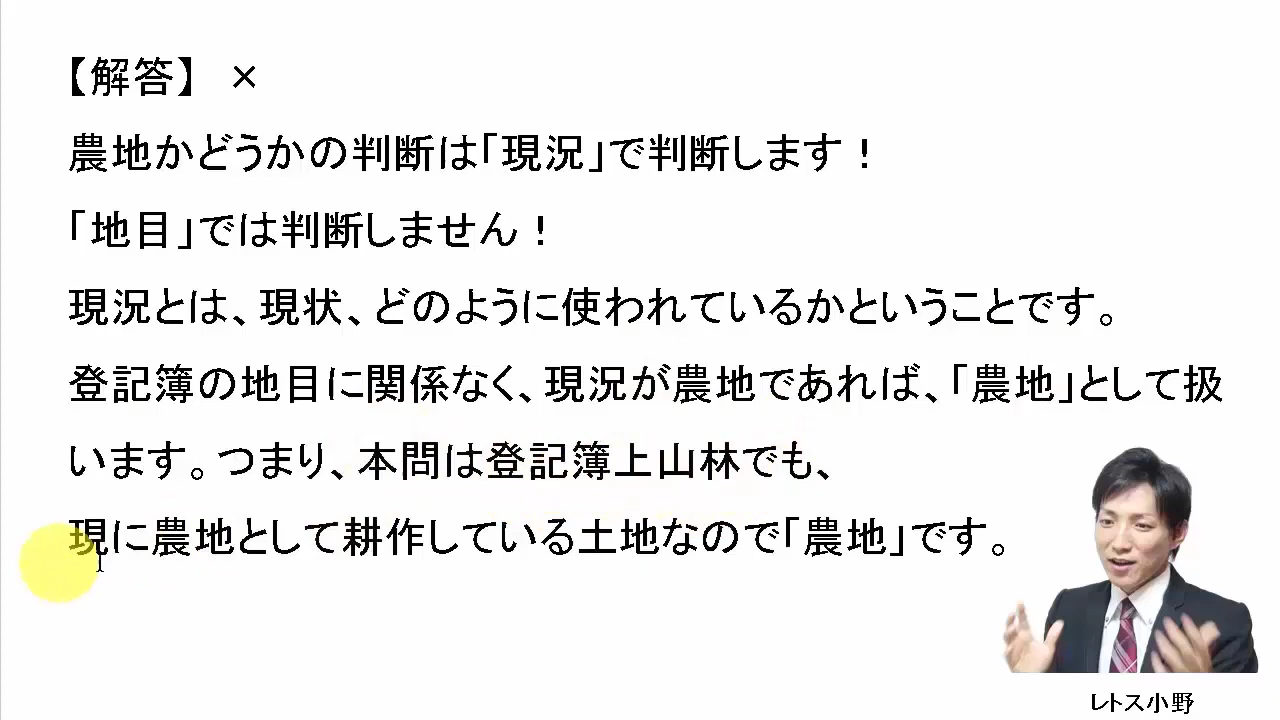 【解答】　×
農地かどうかの判断は「現況」で判断します！
「地目」では判断しません！
現況とは、現状、どのように使われているかということです。
登記簿の地目に関係なく、現況が農地であれば、「農地」として扱
います。つまり、本問は登記簿上山林でも、
現に農地として耕作している土地なので「農地」です。
レトス小野